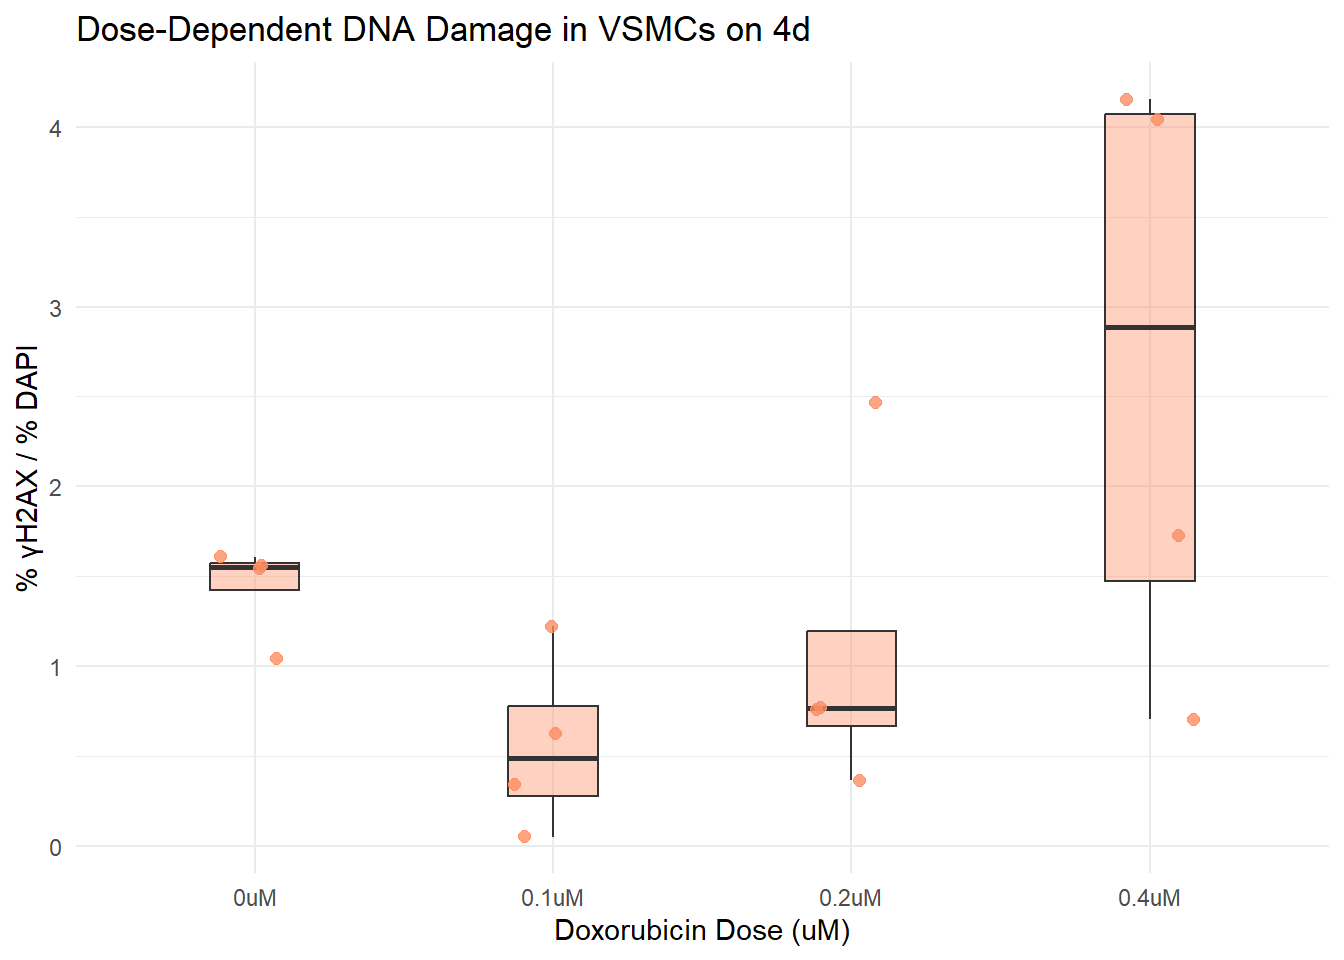 Dose-Dependent DNA Damage in VSMCs on 4d
% γH2AX / % DAPI
4
3
2
1
0
0uM
0.1uM
0.2uM
0.4uM
Doxorubicin Dose (uM)